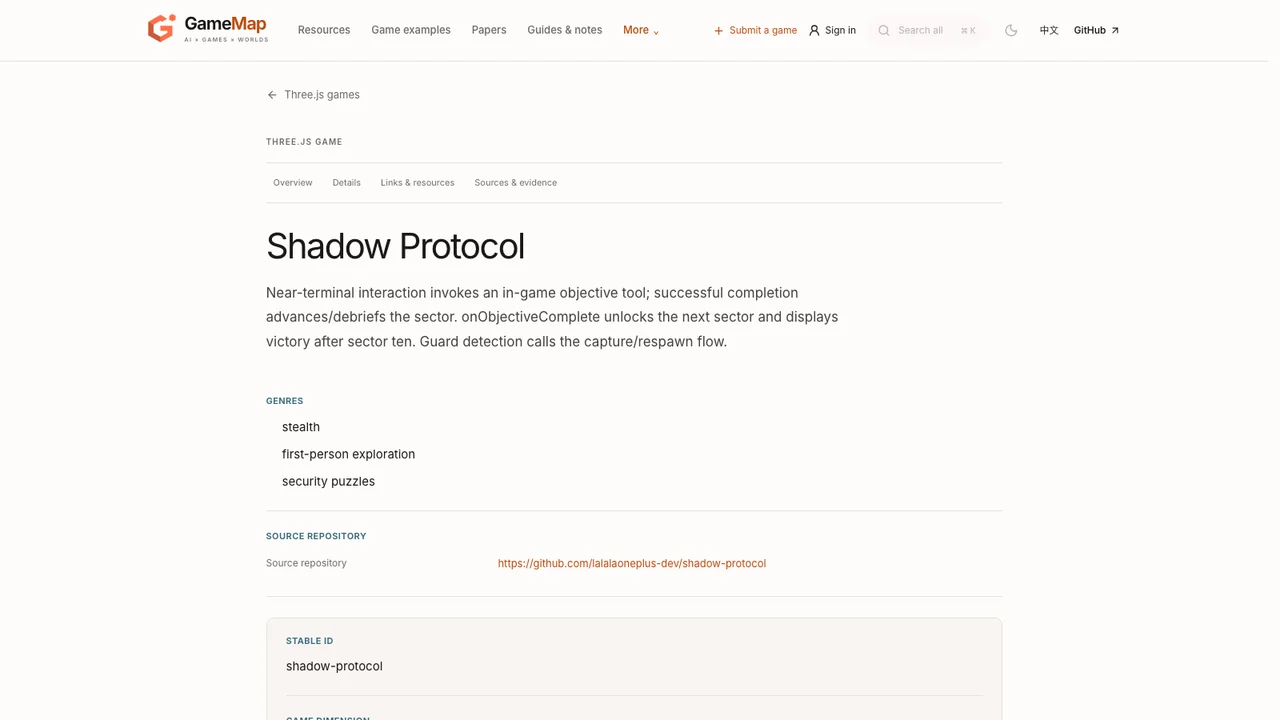 GameMap
AI × GAMES × WORLDS
Resources
Game examples
Papers
Guides & notes
More
Submit a game
Sign in
Search all
⌘ K
中文
GitHub
Three.js games
THREE.JS GAME
Overview
Details
Links & resources
Sources & evidence
Shadow Protocol
Near-terminal interaction invokes an in-game objective tool; successful completion
advances/debriefs the sector. onObjectiveComplete unlocks the next sector and displays
victory after sector ten. Guard detection calls the capture/respawn flow.
GENRES
stealth
first-person exploration
security puzzles
SOURCE REPOSITORY
Source repository
https://github.com/lalalaoneplus-dev/shadow-protocol
STABLE ID
shadow-protocol
GAME DIMENSION